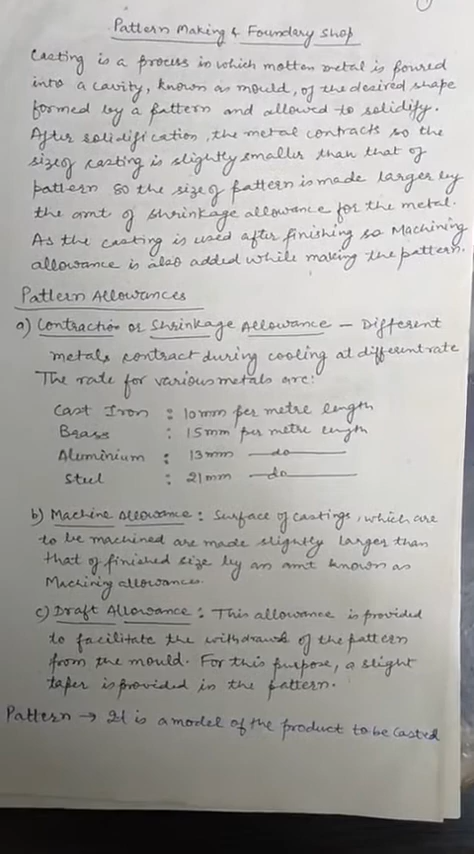 Pattern Making & Foundary Shop
Casting is a process in which molten metal is poured
into a cavity, known as mould, of the desired shape
formed by a pattern and allowed to solidify.
After solidification, the metal contracts so the
size of casting is slightly smaller than that of
pattern so the size of pattern is made larger by
the amt of shrinkage allowance for the metal.
As the casting is used after finishing so Machining
allowance is also added while making the pattern.
Pattern Allowances
a) Contraction or Shrinkage Allowance — Different
metals contract during cooling at different rate
The rate for various metals are:
Cast Iron : 10 mm per metre length
Brass : 15 mm per metre length
Aluminium : 13 mm — do —
Steel : 21 mm — do —
b) Machine Allowance : Surface of castings, which are
to be machined are made slightly larger than
that of finished size by an amt known as
Machining allowances.
c) Draft Allowance : This allowance is provided
to facilitate the withdrawl of the pattern
from the mould. For this purpose, a slight
taper is provided in the pattern.
Pattern → It is a model of the product to be casted